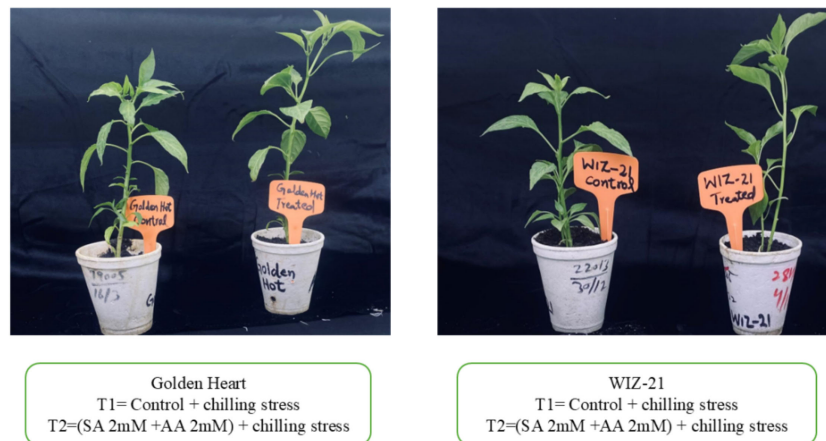 Golden Hot
Control
Golden Hot
Treated
19005
16/3
G
Golden
Hot
WIZ-21
Control
WIZ-21
Treated
22013
30/12
281
4/
WIZ-21
Golden Heart
T1= Control + chilling stress
T2=(SA 2mM +AA 2mM) + chilling stress
WIZ-21
T1= Control + chilling stress
T2=(SA 2mM +AA 2mM) + chilling stress